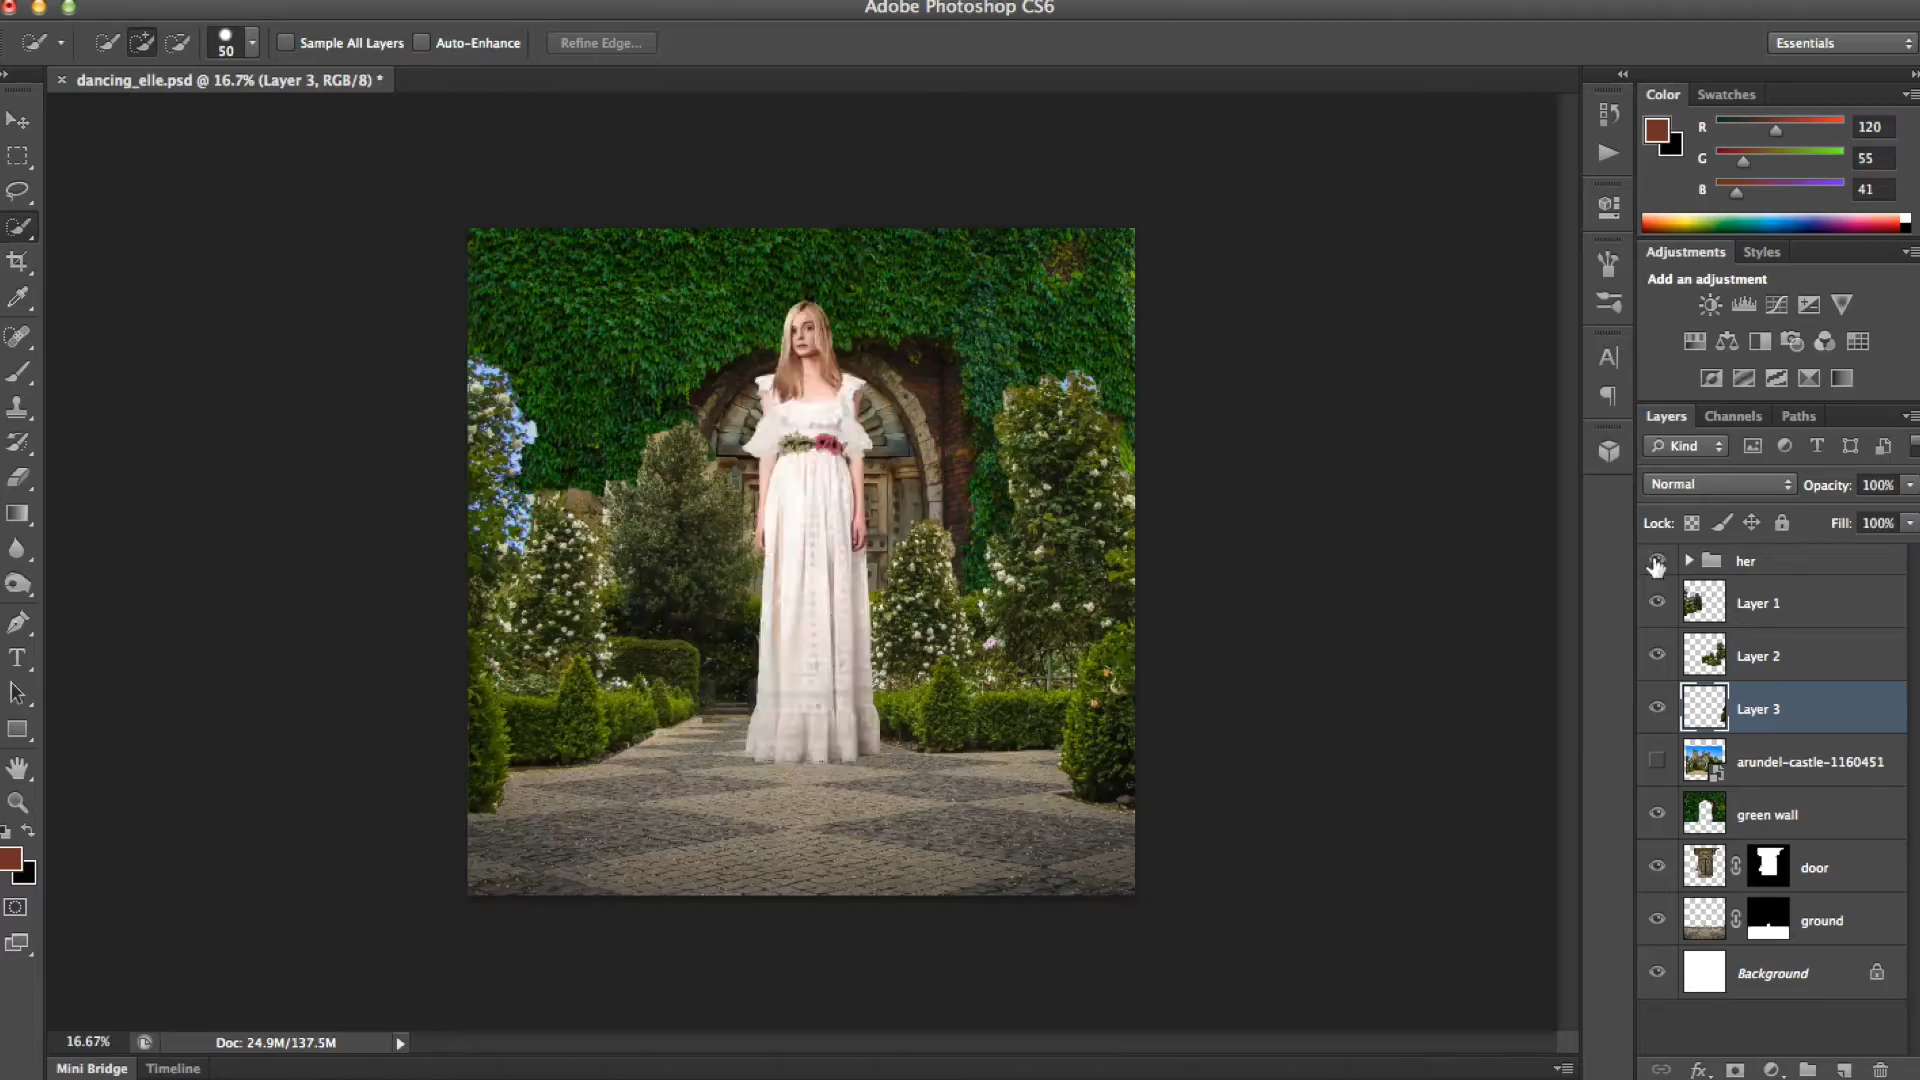 Adobe Photoshop CS6
50
Sample All Layers
Auto-Enhance
Refine Edge...
Essentials
dancing_elle.psd @ 16.7% (Layer 3, RGB/8) *
Color
Swatches
R
120
G
55
B
41
Adjustments
Styles
Add an adjustment
Layers
Channels
Paths
Kind
Normal
Opacity:
100%
Lock:
Fill:
100%
her
Layer 1
Layer 2
Layer 3
arundel-castle-1160451
green wall
door
ground
Background
16.67%
Doc: 24.9M/137.5M
Mini Bridge
Timeline